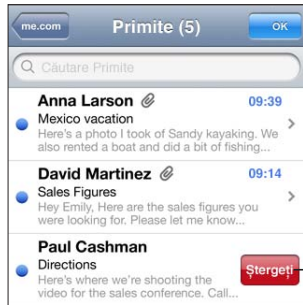 me.com Primite (5) OK
Căutare Primite
Anna Larson 09:39
Mexico vacation
Here's a photo I took of Sandy kayaking. We
also rented a boat and did a bit of fishing...
David Martinez 09:14
Sales Figures
Hey Emily, Here are the sales figures you
were looking for. Please let me know...
Paul Cashman
Directions
Ștergeți
Here's where we're shooting the
video for the sales conference. Call...